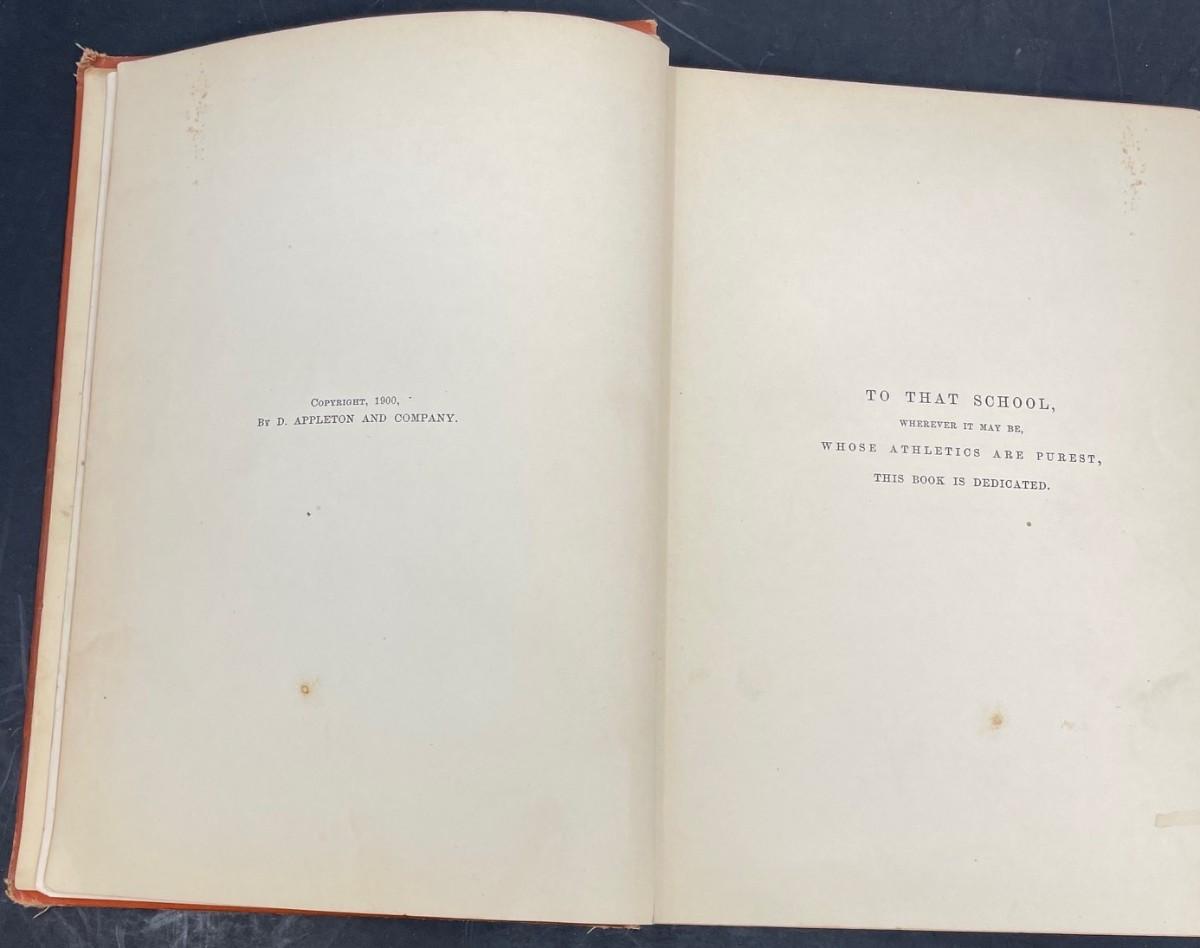 Copyright, 1900,
By D. APPLETON AND COMPANY.
TO THAT SCHOOL,
WHEREVER IT MAY BE,
WHOSE ATHLETICS ARE PUREST,
THIS BOOK IS DEDICATED.